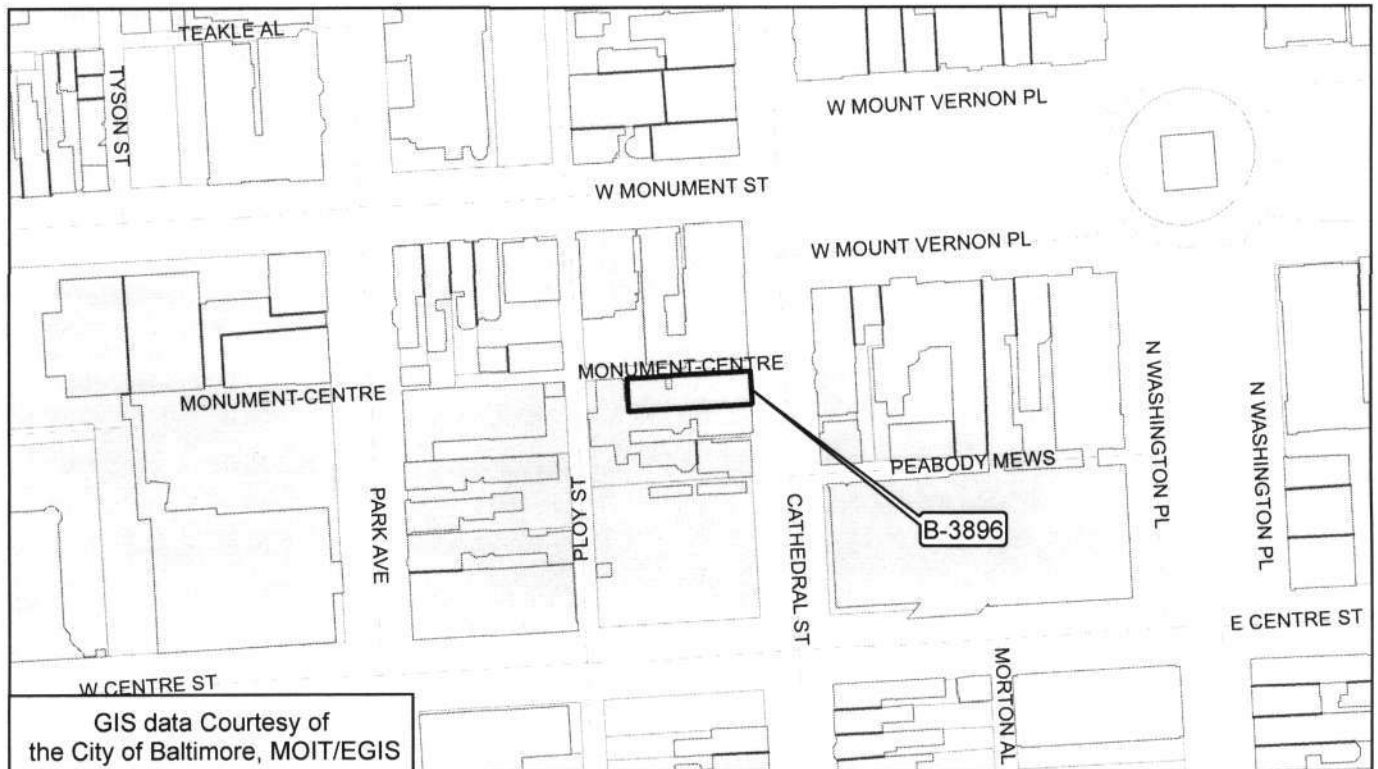 TEAKLE AL
TYSON ST
W MOUNT VERNON PL
W MONUMENT ST
W MOUNT VERNON PL
MONUMENT-CENTRE
MONUMENT-CENTRE
N WASHINGTON PL
N WASHINGTON PL
PEABODY MEWS
PARK AVE
PLOY ST
CATHEDRAL ST
B-3896
E CENTRE ST
MORTON AL
W CENTRE ST
GIS data Courtesy of
the City of Baltimore, MOIT/EGIS